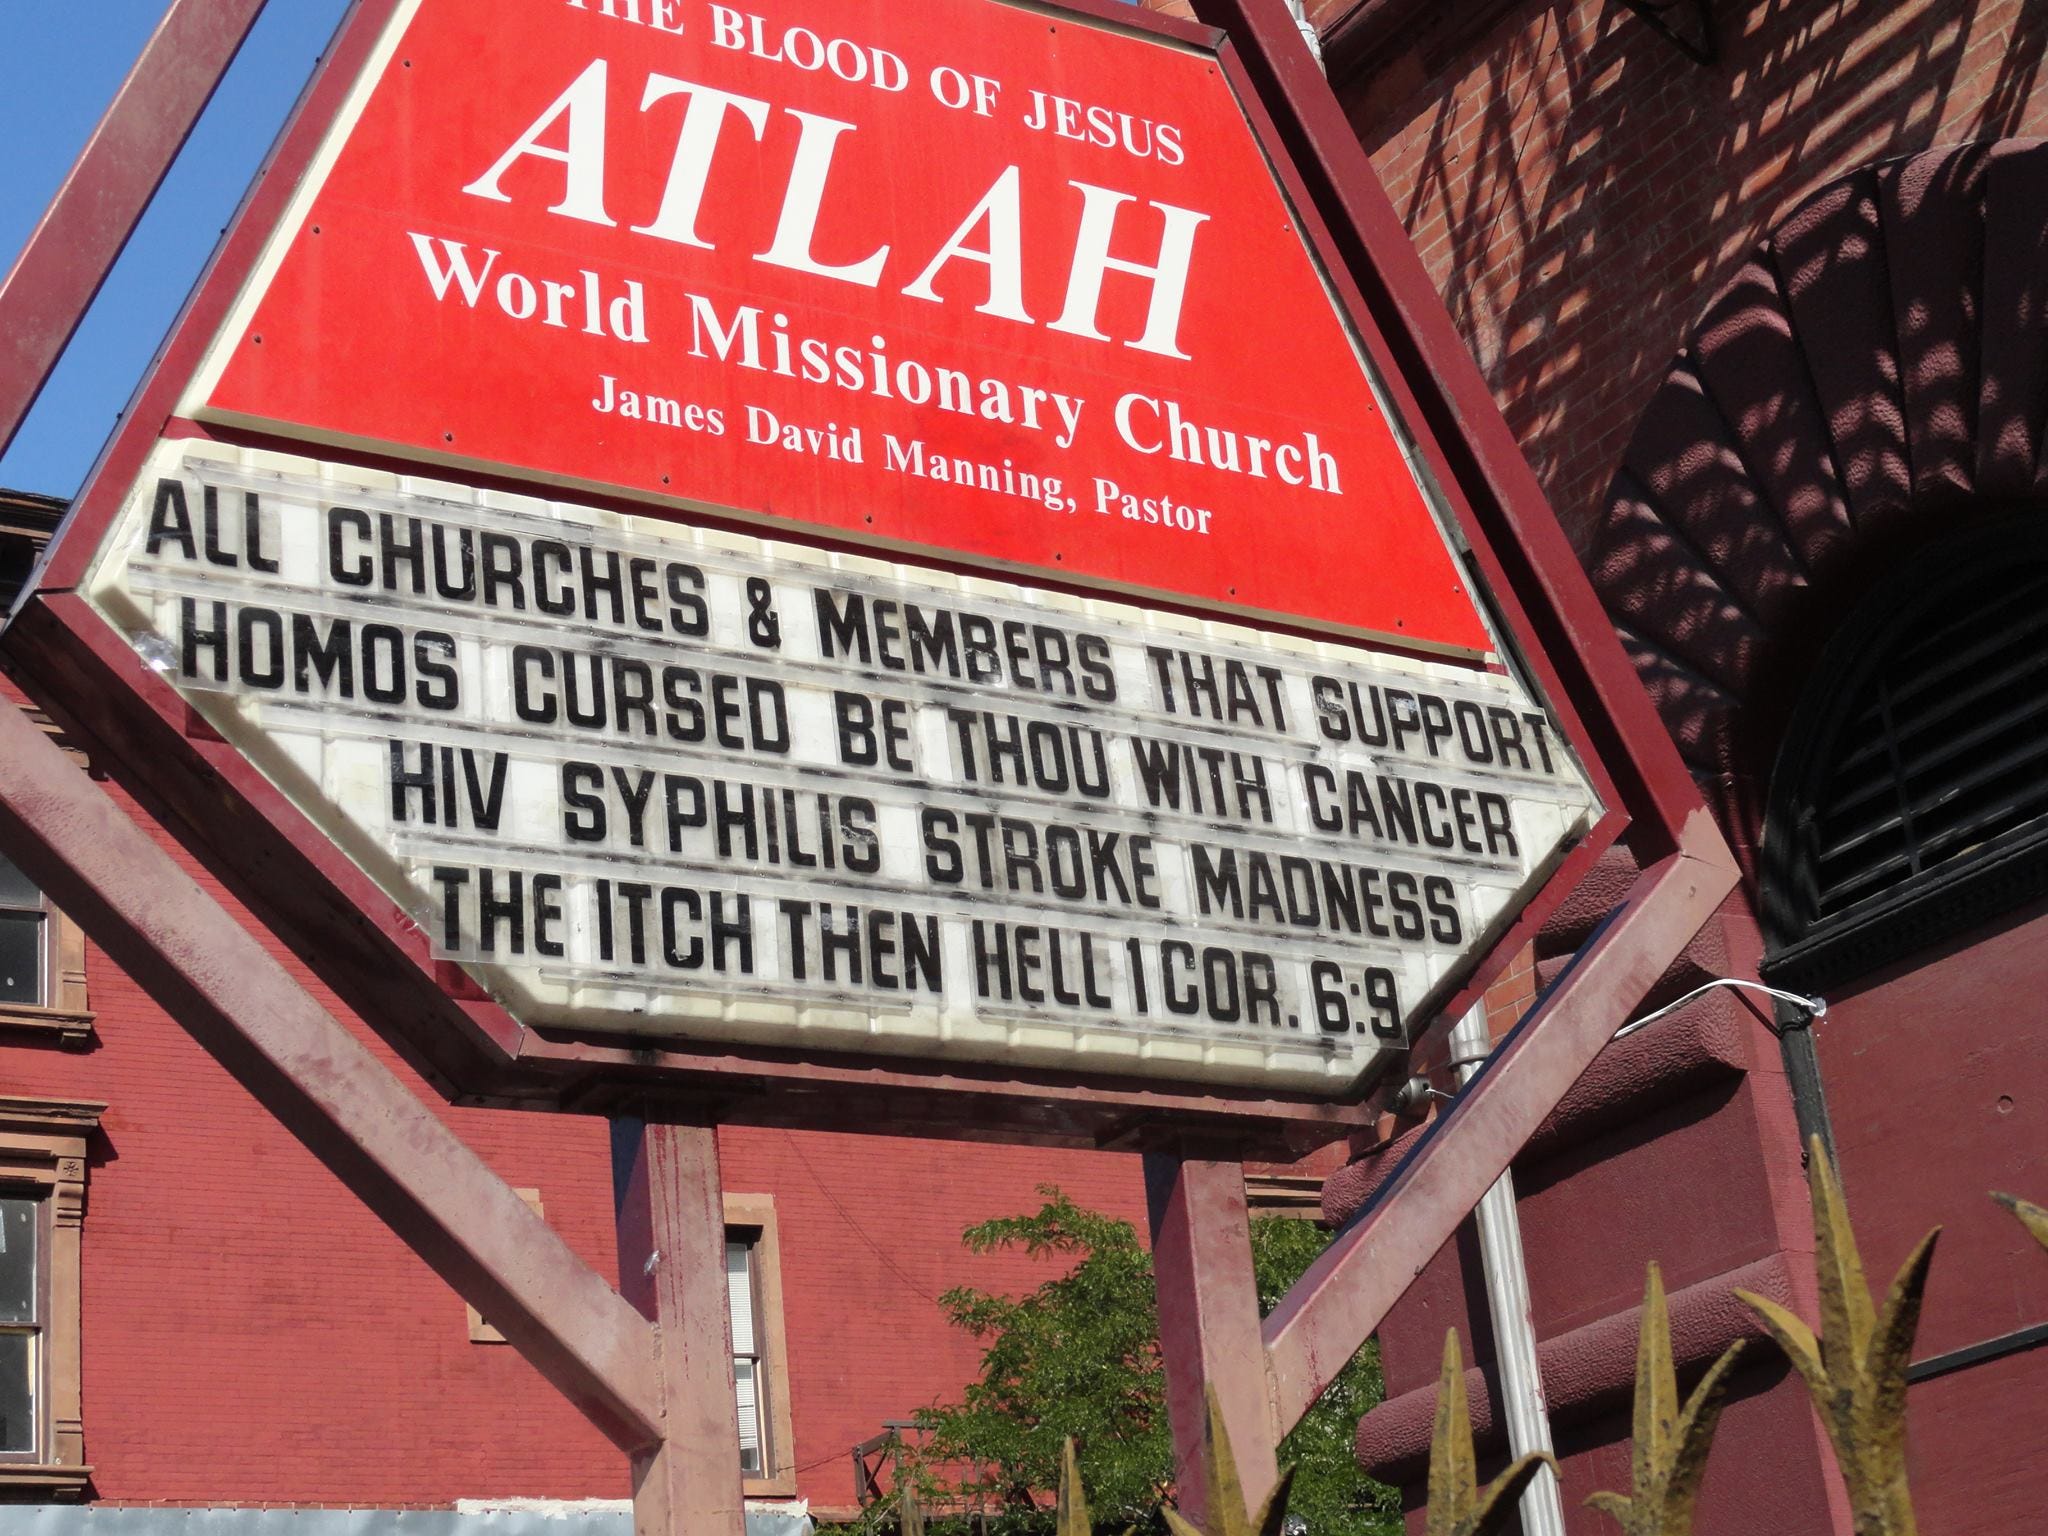 THE BLOOD OF JESUS
ATLAH
World Missionary Church
James David Manning, Pastor
ALL CHURCHES & MEMBERS THAT SUPPORT
HOMOS CURSED BE THOU WITH CANCER
HIV SYPHILIS STROKE MADNESS
THE ITCH THEN HELL 1 COR. 6:9